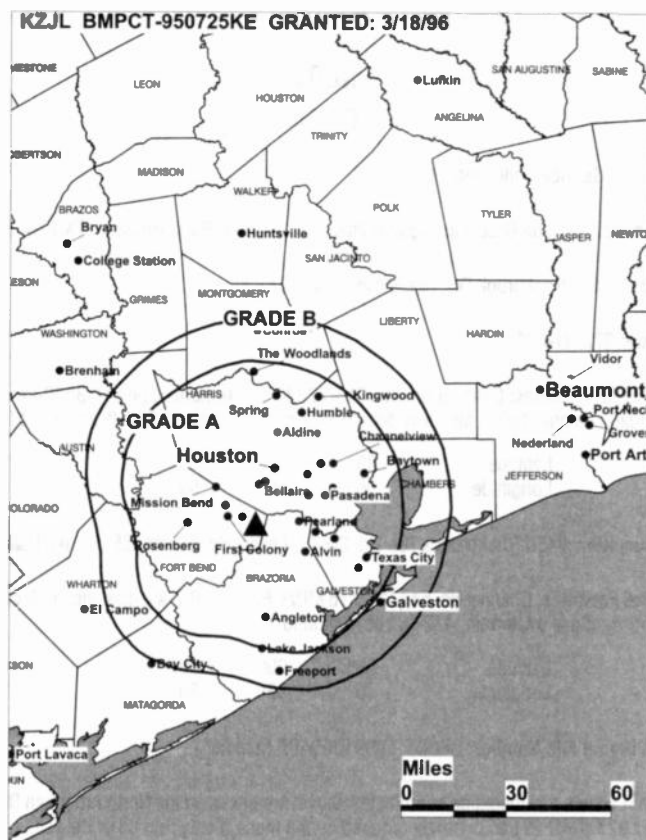 KZJL BMPCT-950725KE GRANTED: 3/18/96
SAN AUGUSTINE
SABINE
LEON
HOUSTON
Lufkin
ANGELINA
TRINITY
MADISON
WALKER
POLK
TYLER
JASPER
BRAZOS
Bryan
Huntsville
College Station
SAN JACINTO
GRIMES
MONTGOMERY
LIBERTY
HARDIN
GRADE B
WASHINGTON
The Woodlands
Vidor
Brenham
HARRIS
Kingwood
Beaumont
Spring
Humble
GRADE A
Aldine
Channelview
Nederland
AUSTIN
Houston
Baytown
JEFFERSON
Bellaire
CHAMBERS
Mission Bend
Pasadena
Pearland
Rosenberg
First Colony
Alvin
Texas City
FORT BEND
BRAZORIA
WHARTON
GALVESTON
El Campo
Angleton
Galveston
Lake Jackson
Bay City
Freeport
MATAGORDA
Port Lavaca
Miles
0 30 60